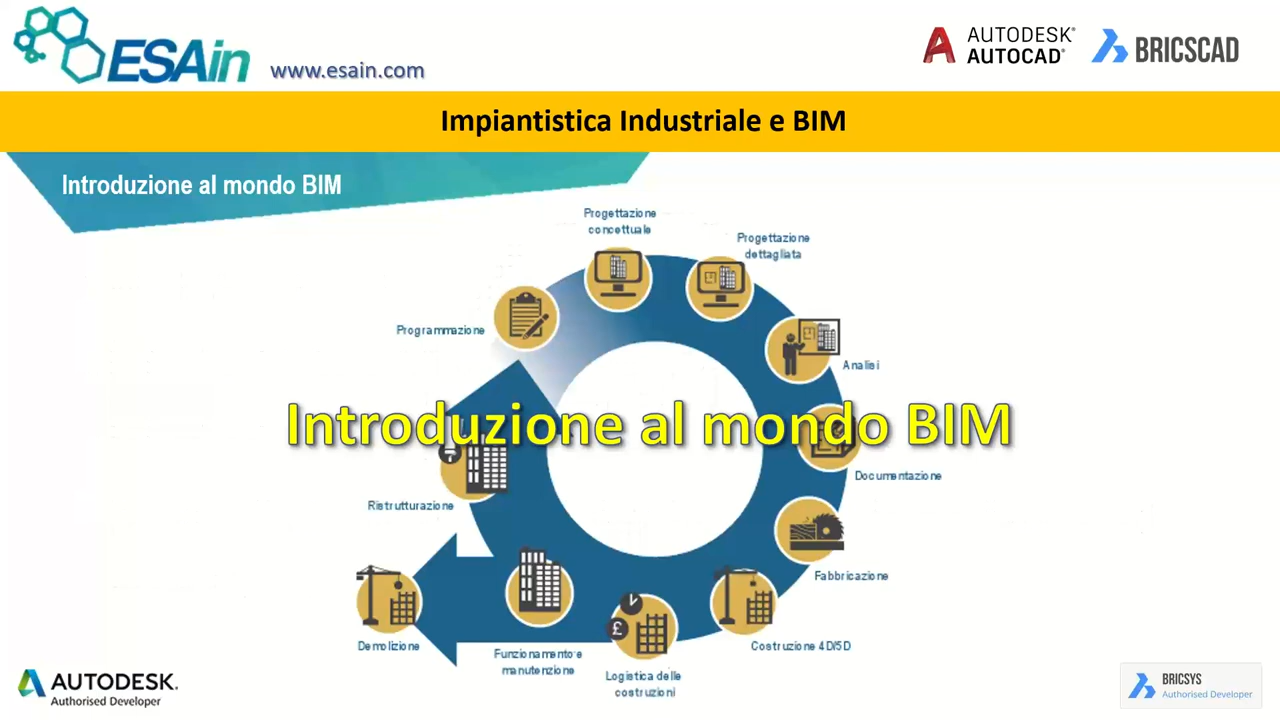 ESAin
www.esain.com
AUTODESK®
AUTOCAD®
BRICSCAD
Impiantistica Industriale e BIM
Introduzione al mondo BIM
Progettazione
concettuale
Progettazione
dettagliata
Programmazione
Analisi
Introduzione al mondo BIM
Documentazione
Ristrutturazione
Fabbricazione
Demolizione
Funzionamento e
manutenzione
Logistica delle
costruzioni
Costruzione 4D/5D
£
AUTODESK.
Authorised Developer
BRICSYS
Authorised Developer